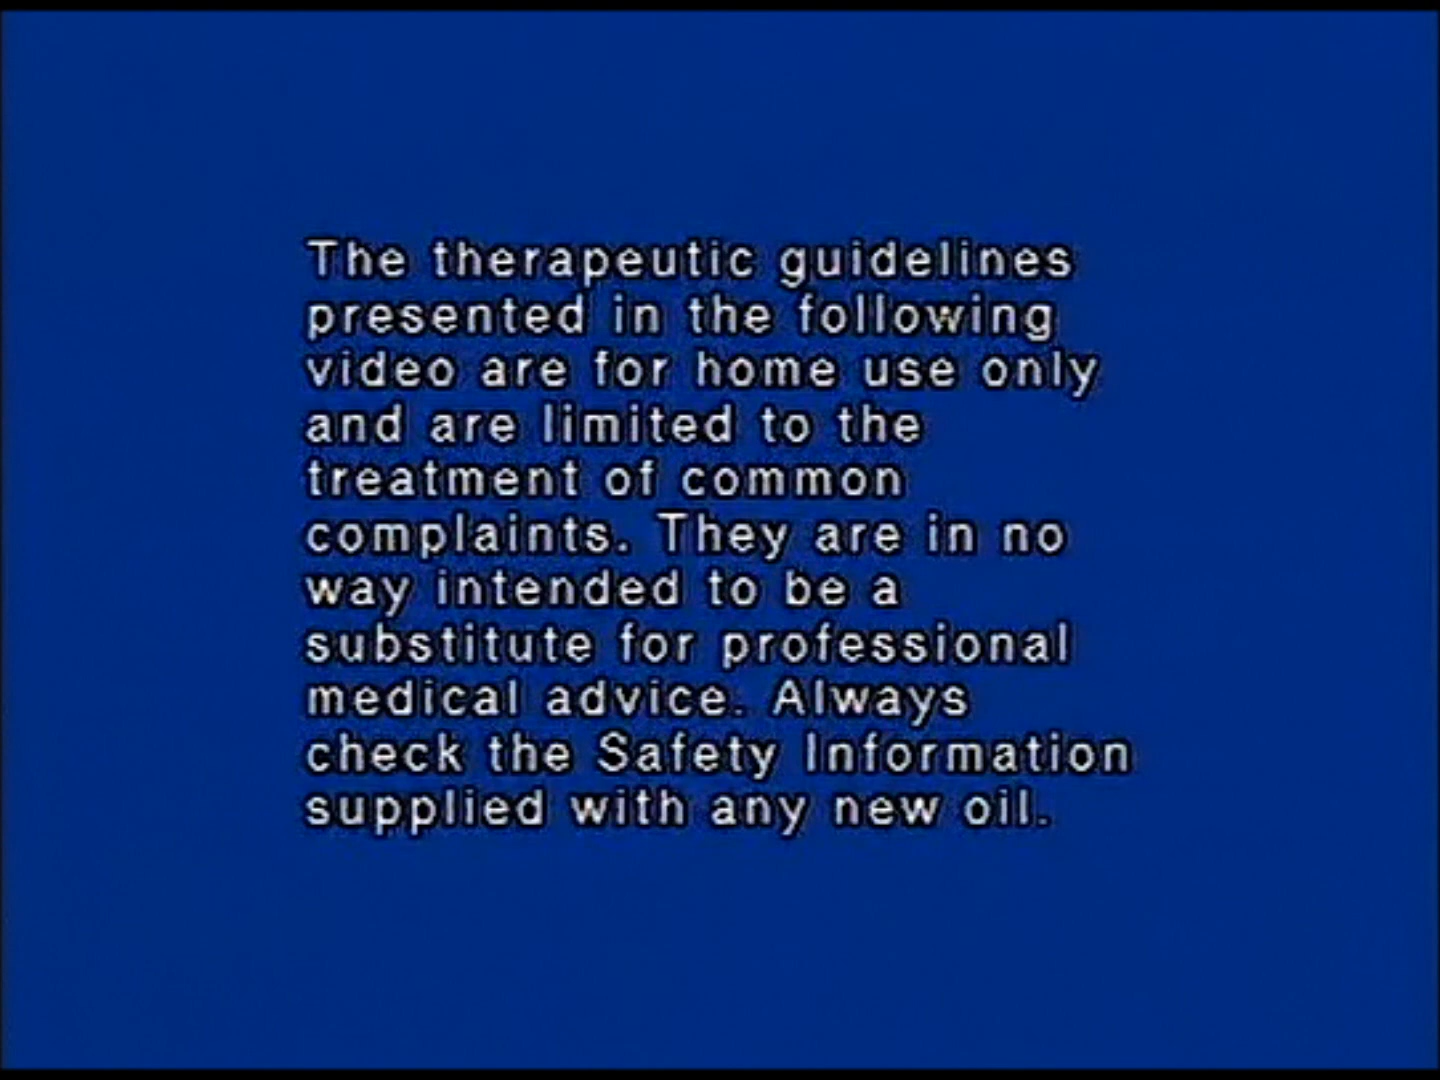 The therapeutic guidelines
presented in the following
video are for home use only
and are limited to the
treatment of common
complaints. They are in no
way intended to be a
substitute for professional
medical advice. Always
check the Safety Information
supplied with any new oil.